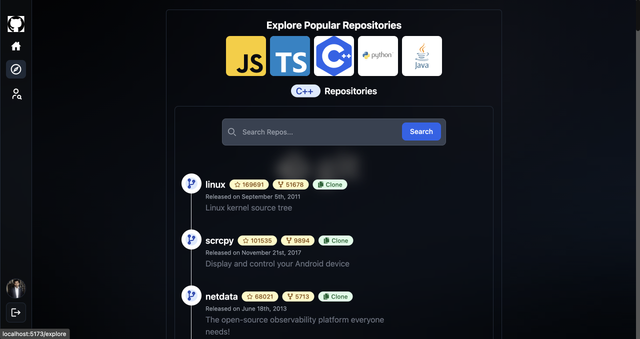 Explore Popular Repositories
JS TS C++ python Java
C++ Repositories
Search Repos... Search
linux 169691 51678 Clone
Released on September 5th, 2011
Linux kernel source tree
scrcpy 101535 9894 Clone
Released on November 21st, 2017
Display and control your Android device
netdata 68021 5713 Clone
Released on June 18th, 2013
The open-source observability platform everyone
needs!
localhost:5173/explore